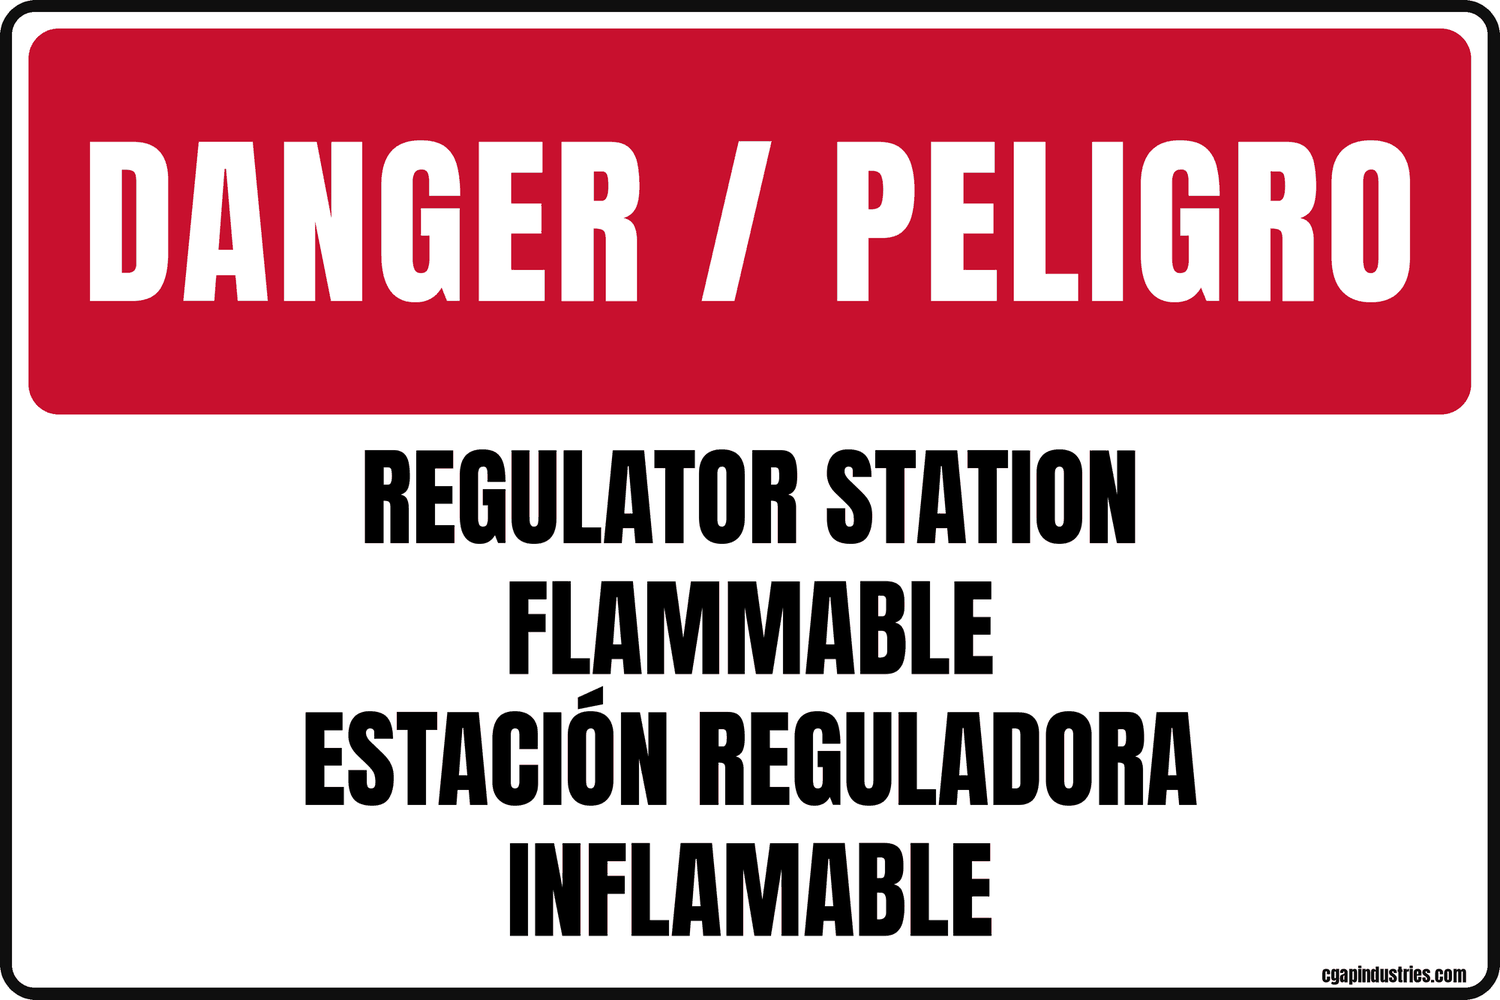 DANGER / PELIGRO
REGULATOR STATION
FLAMMABLE
ESTACIÓN REGULADORA
INFLAMABLE
cgapindustries.com